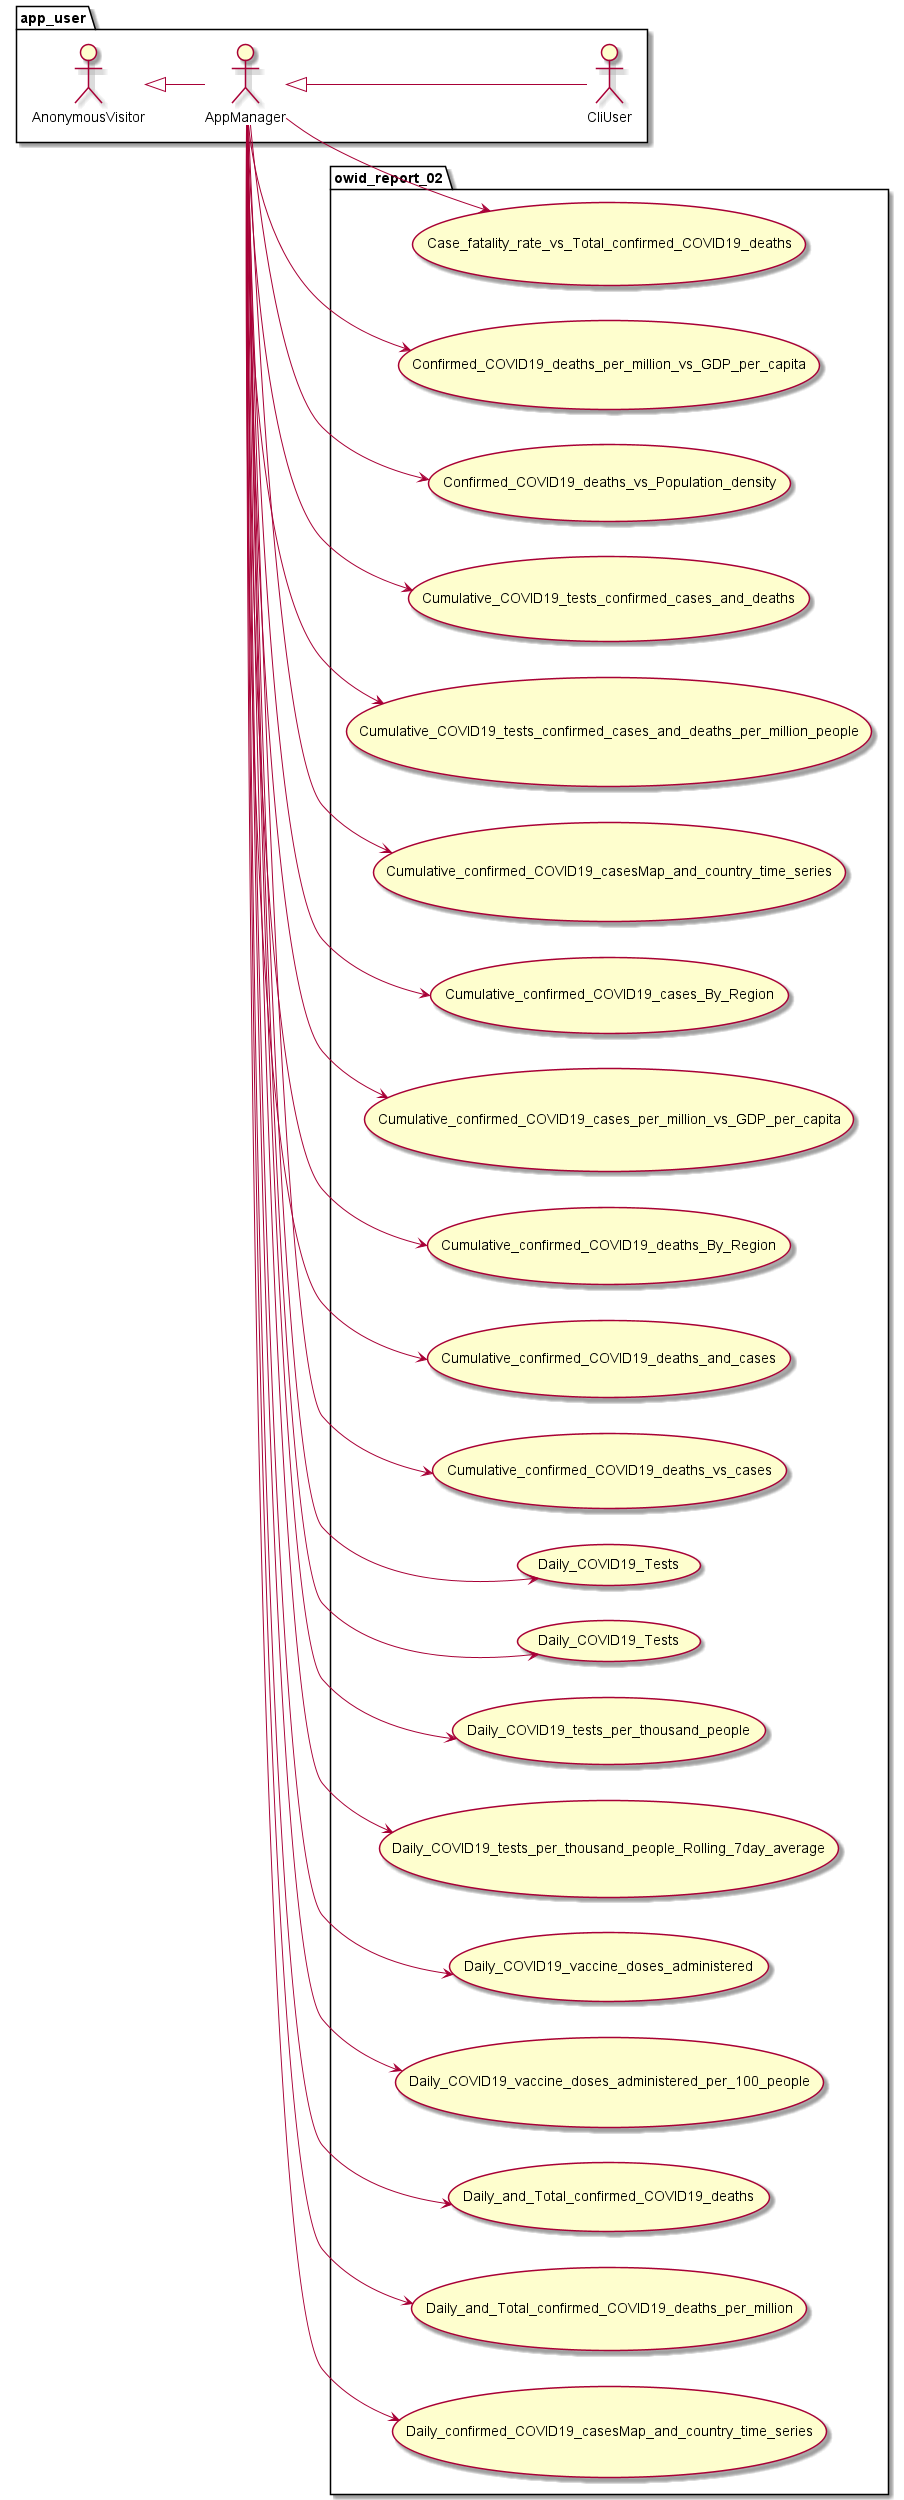 app_user
AnonymousVisitor
AppManager
CliUser
owid_report_02
Case_fatality_rate_vs_Total_confirmed_COVID19_deaths
Confirmed_COVID19_deaths_per_million_vs_GDP_per_capita
Confirmed_COVID19_deaths_vs_Population_density
Cumulative_COVID19_tests_confirmed_cases_and_deaths
Cumulative_COVID19_tests_confirmed_cases_and_deaths_per_million_people
Cumulative_confirmed_COVID19_casesMap_and_country_time_series
Cumulative_confirmed_COVID19_cases_By_Region
Cumulative_confirmed_COVID19_cases_per_million_vs_GDP_per_capita
Cumulative_confirmed_COVID19_deaths_By_Region
Cumulative_confirmed_COVID19_deaths_and_cases
Cumulative_confirmed_COVID19_deaths_vs_cases
Daily_COVID19_Tests
Daily_COVID19_Tests
Daily_COVID19_tests_per_thousand_people
Daily_COVID19_tests_per_thousand_people_Rolling_7day_average
Daily_COVID19_vaccine_doses_administered
Daily_COVID19_vaccine_doses_administered_per_100_people
Daily_and_Total_confirmed_COVID19_deaths
Daily_and_Total_confirmed_COVID19_deaths_per_million
Daily_confirmed_COVID19_casesMap_and_country_time_series